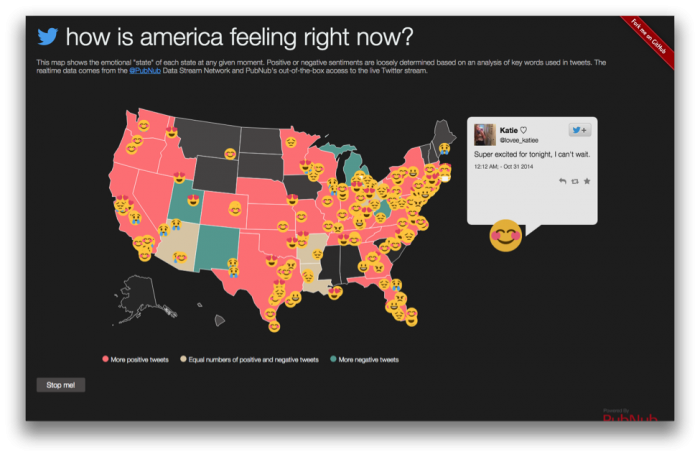 how is america feeling right now?
Fork me on GitHub
This map shows the emotional "state" of each state at any given moment. Positive or negative sentiments are loosely determined based on an analysis of key words used in tweets. The
realtime data comes from the @PubNub Data Stream Network and PubNub's out-of-the-box access to the live Twitter stream.
Katie ♡
@lovee_katiee
+
Super excited for tonight, I can't wait.
12:12 AM, - Oct 31 2014
More positive tweets
Equal numbers of positive and negative tweets
More negative tweets
Stop me!
Powered By
PubNub